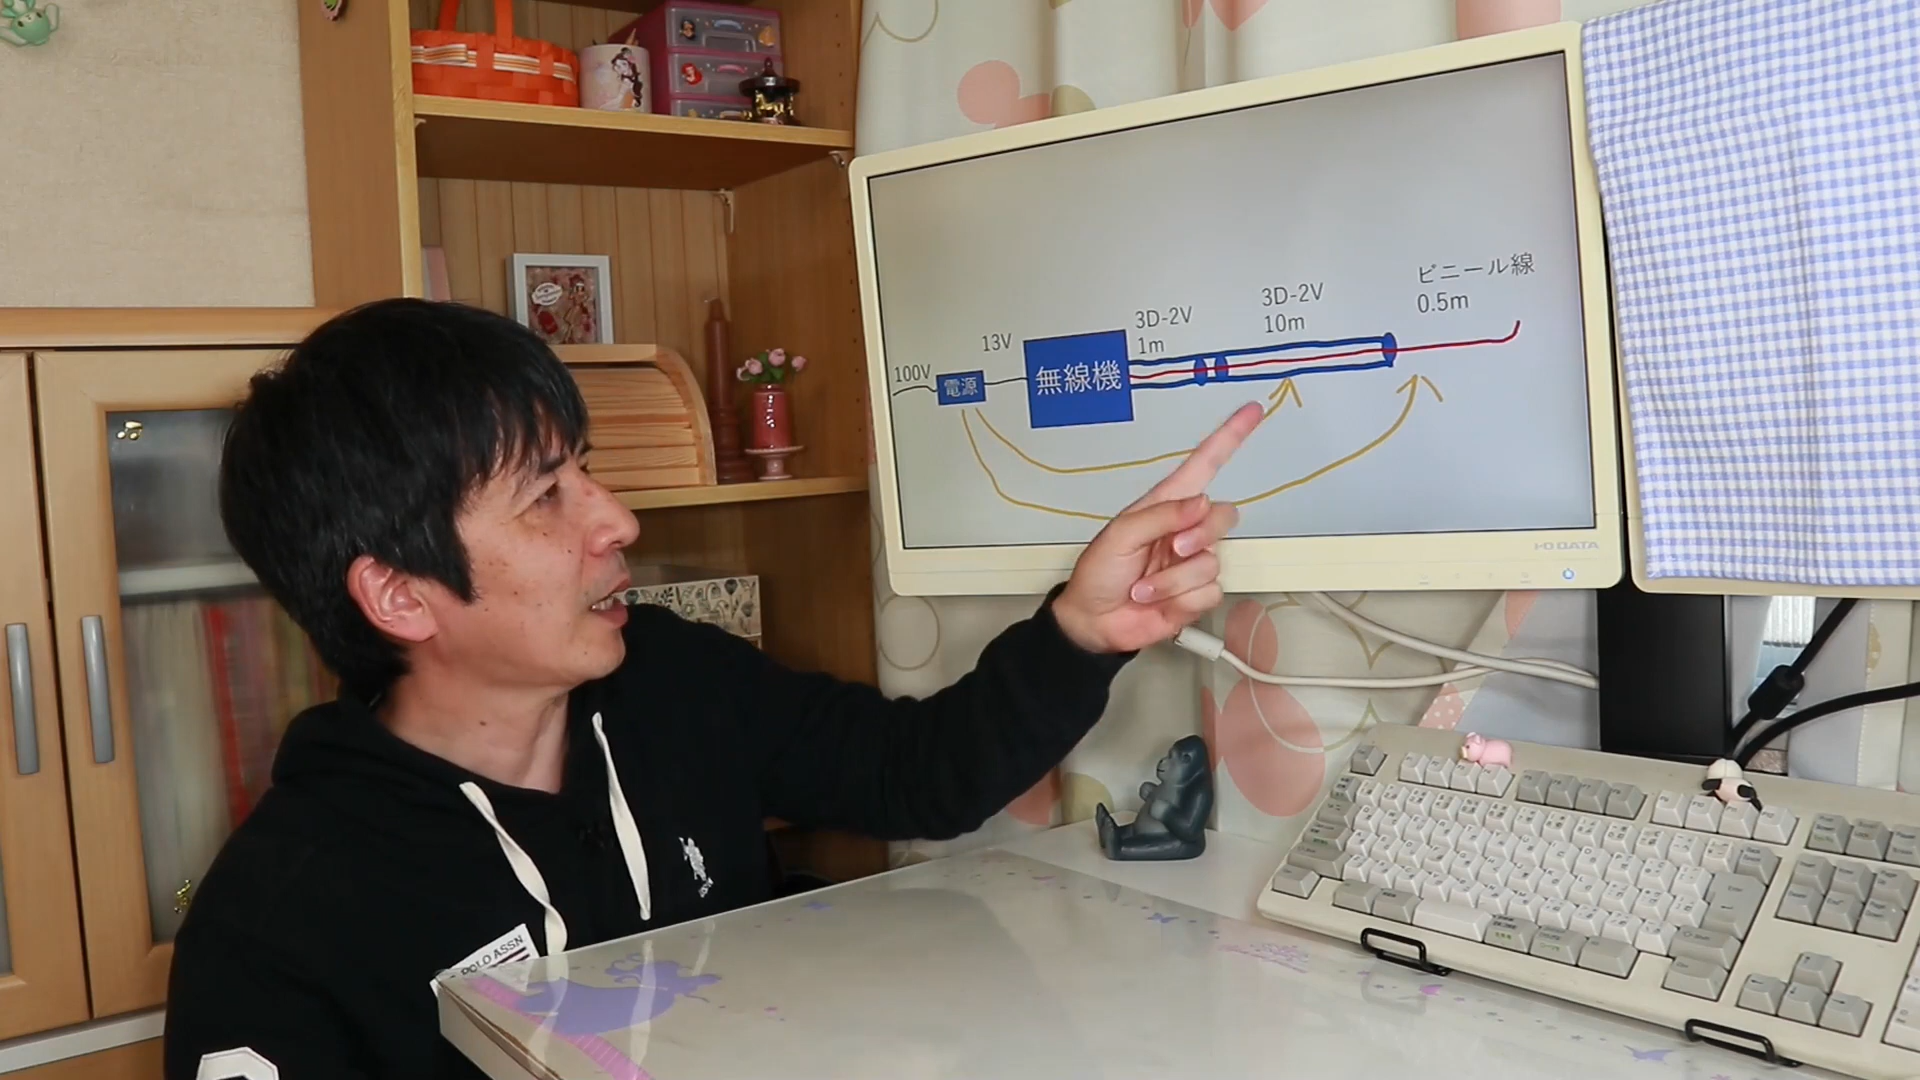 100V
電源
13V
無線機
3D-2V
1m
3D-2V
10m
ビニール線
0.5m
I-O DATA
POLO ASSN